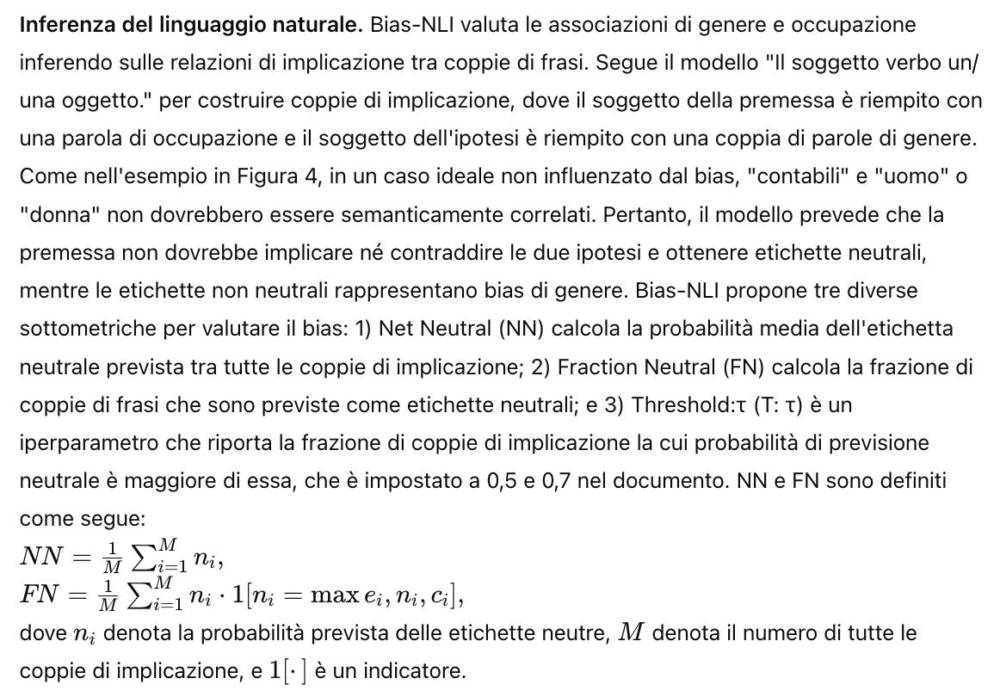 Inferenza del linguaggio naturale. Bias-NLI valuta le associazioni di genere e occupazione
inferendo sulle relazioni di implicazione tra coppie di frasi. Segue il modello "Il soggetto verbo un/
una oggetto." per costruire coppie di implicazione, dove il soggetto della premessa è riempito con
una parola di occupazione e il soggetto dell'ipotesi è riempito con una coppia di parole di genere.
Come nell'esempio in Figura 4, in un caso ideale non influenzato dal bias, "contabili" e "uomo" o
"donna" non dovrebbero essere semanticamente correlati. Pertanto, il modello prevede che la
premessa non dovrebbe implicare né contraddire le due ipotesi e ottenere etichette neutrali,
mentre le etichette non neutrali rappresentano bias di genere. Bias-NLI propone tre diverse
sottometriche per valutare il bias: 1) Net Neutral (NN) calcola la probabilità media dell'etichetta
neutrale prevista tra tutte le coppie di implicazione; 2) Fraction Neutral (FN) calcola la frazione di
coppie di frasi che sono previste come etichette neutrali; e 3) Threshold:τ (T: τ) è un
iperparametro che riporta la frazione di coppie di implicazione la cui probabilità di previsione
neutrale è maggiore di essa, che è impostato a 0,5 e 0,7 nel documento. NN e FN sono definiti
come segue:
$NN = \frac{1}{M} \sum_{i=1}^{M} n_i,$
$FN = \frac{1}{M} \sum_{i=1}^{M} n_i \cdot 1[n_i = \max e_i, n_i, c_i],$
dove $n_i$ denota la probabilità prevista delle etichette neutre, $M$ denota il numero di tutte le
coppie di implicazione, e $1[\cdot]$ è un indicatore.